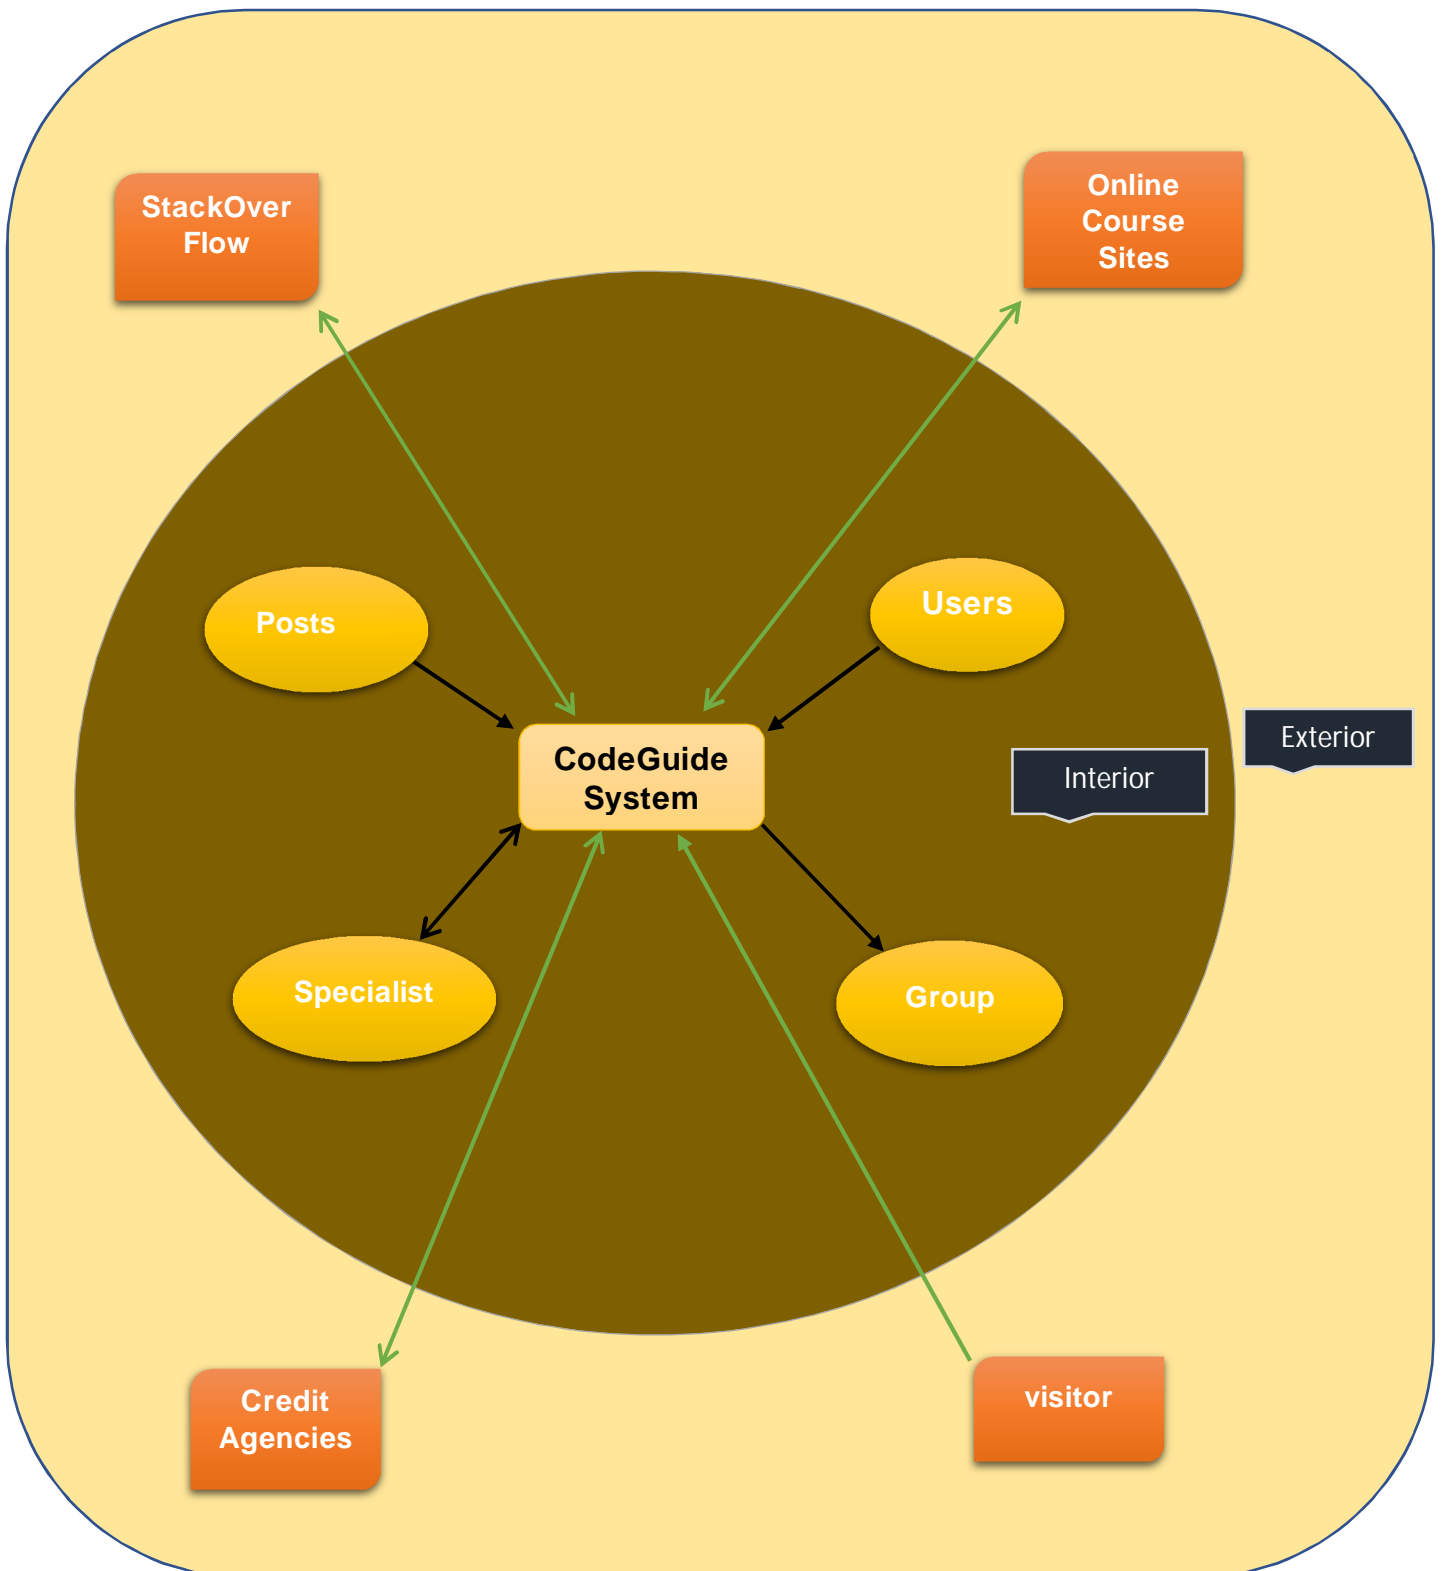 StackOver
Flow
Online
Course
Sites
Posts
Users
CodeGuide
System
Interior
Exterior
Specialist
Group
Credit
Agencies
visitor